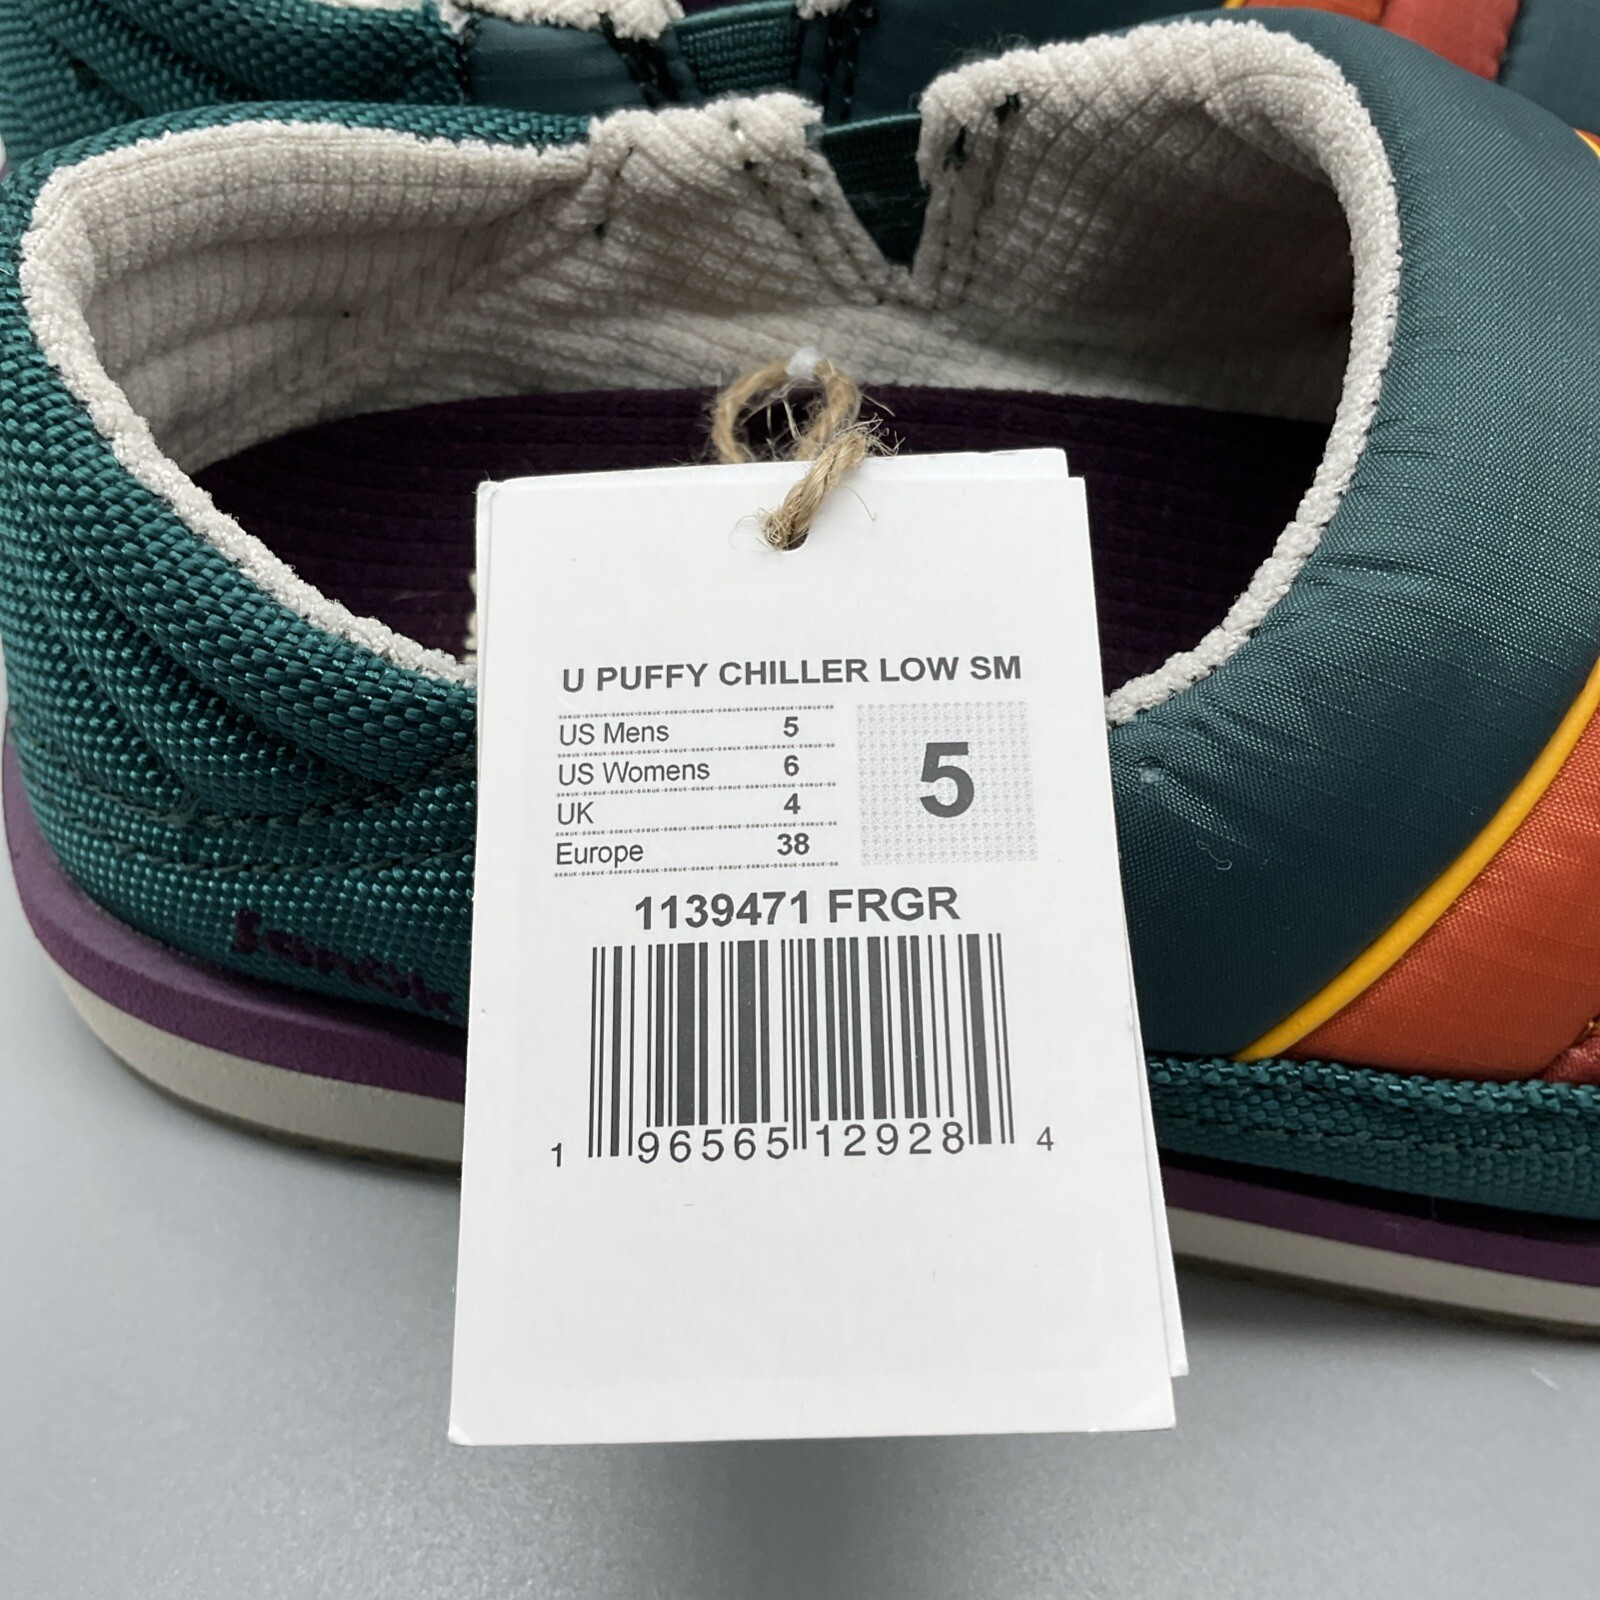 U PUFFY CHILLER LOW SM
US Mens 5
US Womens 6
UK 4
Europe 38
5
1139471 FRGR
1 96565 12928 4
Sanuk